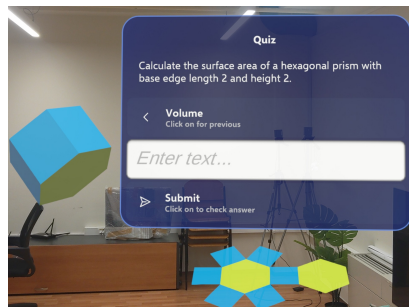 Quiz
Calculate the surface area of a hexagonal prism with
base edge length 2 and height 2.
Volume
Click on for previous
Enter text...
Submit
Click on to check answer